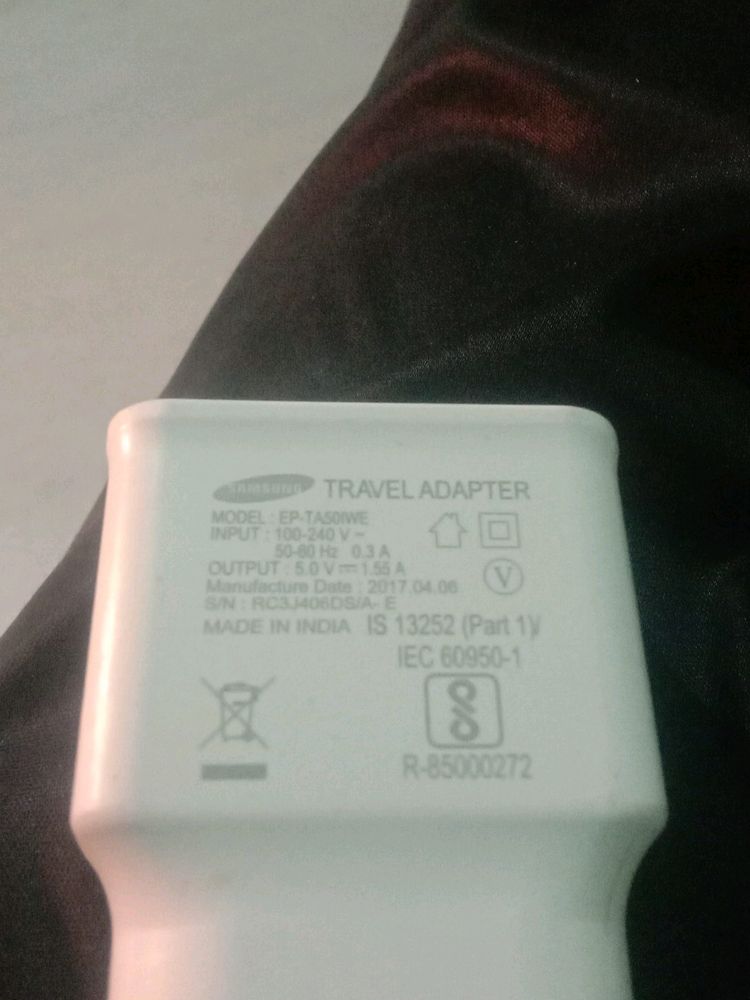 SAMSUNG TRAVEL ADAPTER
MODEL : EP-TA50IWE
INPUT : 100-240 V ~
50-60 Hz 0.3 A
OUTPUT : 5.0 V ⎓ 1.55 A
Manufacture Date : 2017.04.06
S/N : RC3J406DS/A- E
MADE IN INDIA IS 13252 (Part 1)/
IEC 60950-1
V
R-85000272